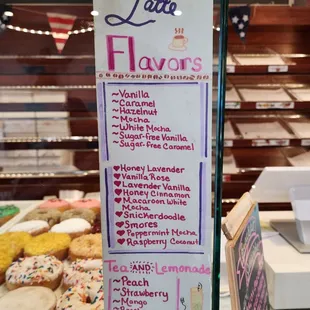 Latte
Flavors
~Vanilla
~Caramel
~Hazelnut
~Mocha
~White Mocha
~Sugar-free Vanilla
~Sugar-free Caramel
♥Honey Lavender
♥Vanilla Rose
♥Lavender Vanilla
♥Honey Cinnamon
♥Macaroon White
Mocha
♥Snickerdoodle
♥Smores
♥Peppermint Mocha
♥Raspberry Coconut
Tea AND Lemonade
~Peach
~Strawberry
~Mango